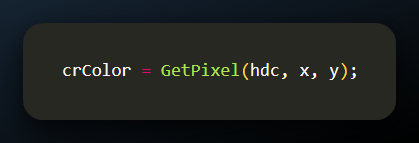 crColor = GetPixel(hdc, x, y);